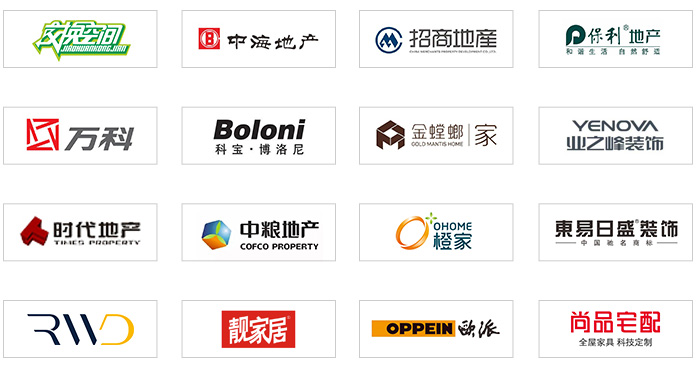 交换空间
JIAOHUANKONGJIAN
中海地产
招商地產
CHINA MERCHANTS PROPERTY DEVELOPMENT CO.,LTD
保利®地产
和谐生活 自然舒适
万科
Boloni
科宝·博洛尼
金螳螂 家
GOLD MANTIS HOME
YENOVA
业之峰装饰
时代地产
TIMES PROPERTY
中粮地产
COFCO PROPERTY
OHOME
橙家
東易日盛®装饰
中国驰名商标
RWD
靓家居
OPPEIN 欧派
尚品宅配
全屋家具 科技定制